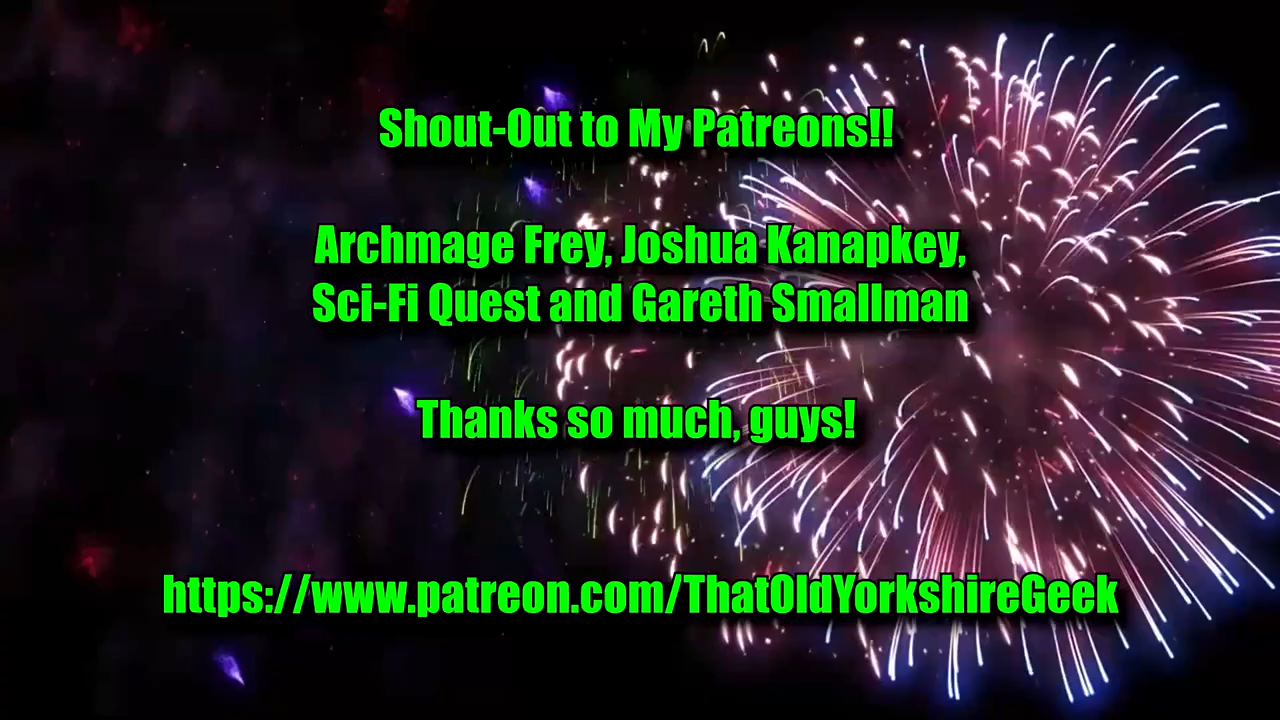 Shout-Out to My Patreons!!
Archmage Frey, Joshua Kanapkey,
Sci-Fi Quest and Gareth Smallman
Thanks so much, guys!
https://www.patreon.com/ThatOldYorkshireGeek